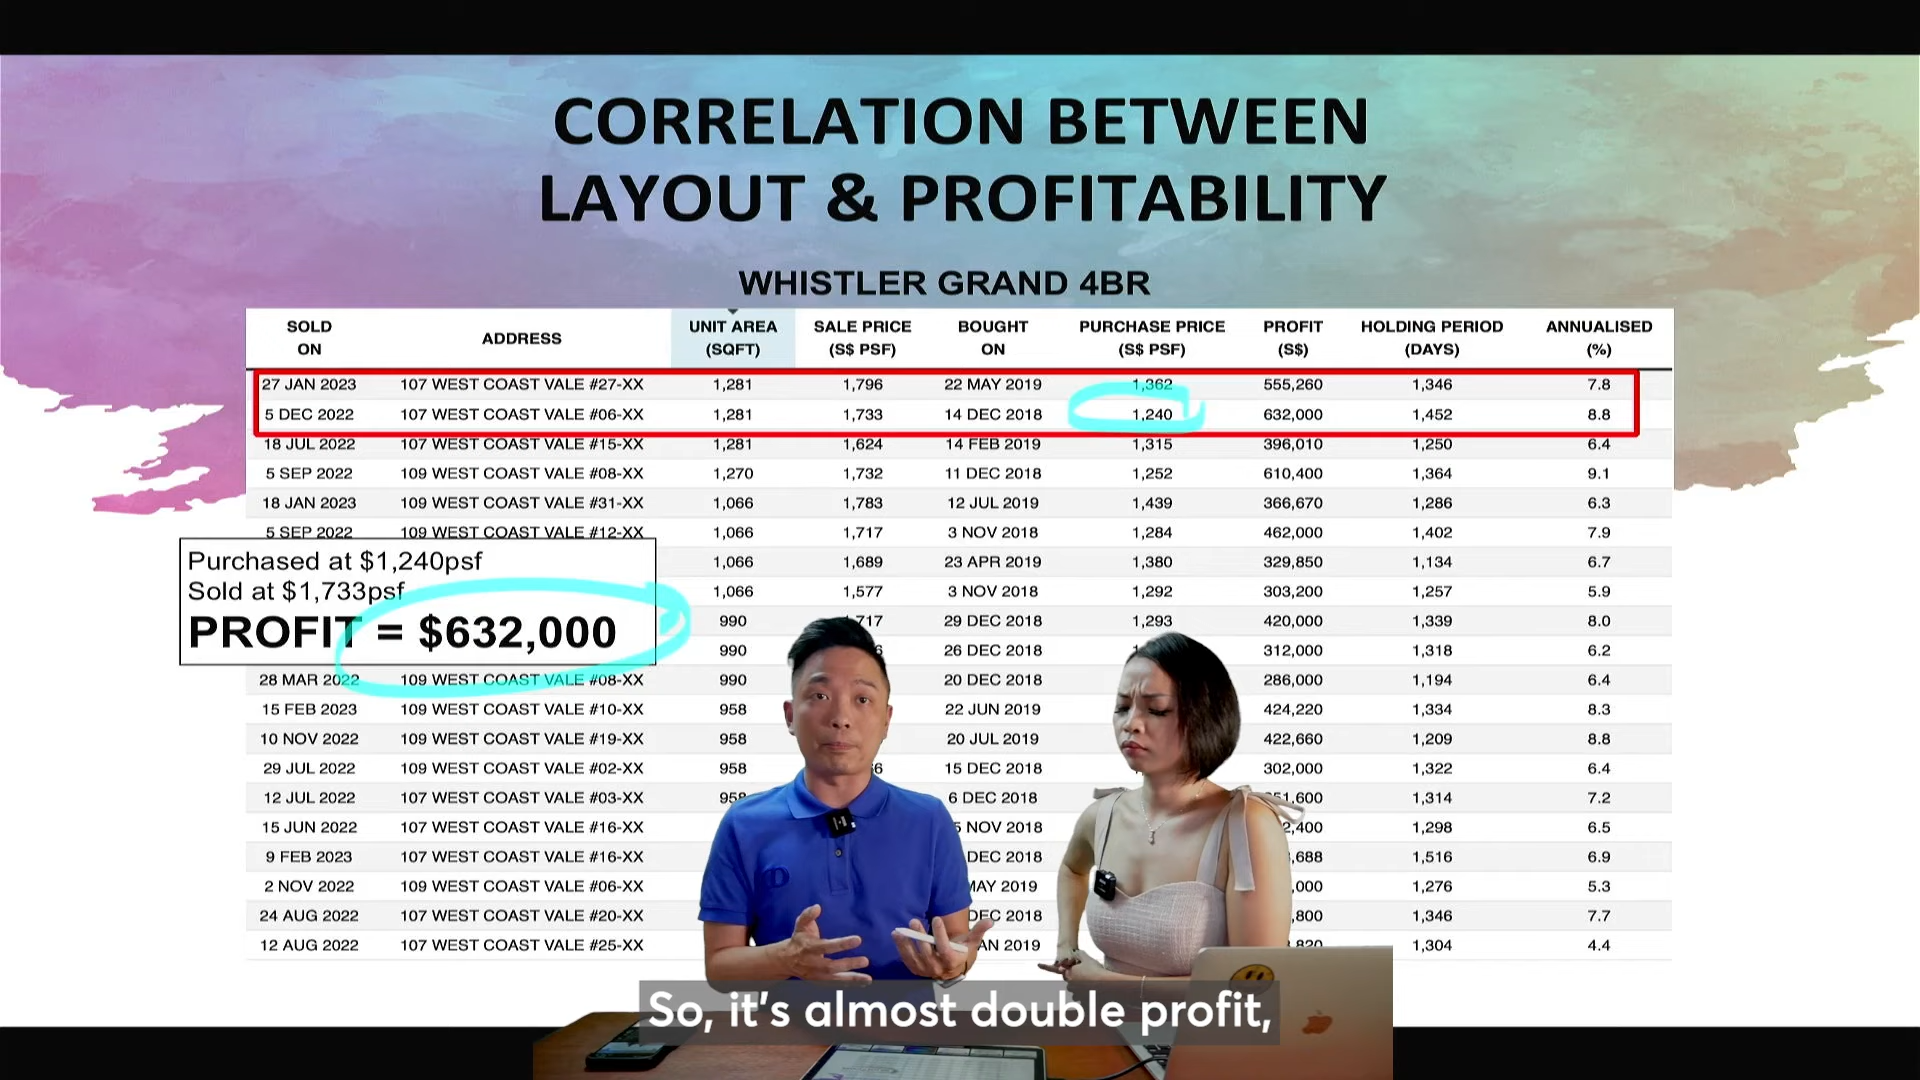 CORRELATION BETWEEN
LAYOUT & PROFITABILITY
WHISTLER GRAND 4BR
SOLD ON ADDRESS UNIT AREA (SQFT) SALE PRICE (S$ PSF) BOUGHT ON PURCHASE PRICE (S$ PSF) PROFIT (S$) HOLDING PERIOD (DAYS) ANNUALISED (%)
27 JAN 2023 107 WEST COAST VALE #27-XX 1,281 1,796 22 MAY 2019 1,362 555,260 1,346 7.8
5 DEC 2022 107 WEST COAST VALE #06-XX 1,281 1,733 14 DEC 2018 1,240 632,000 1,452 8.8
18 JUL 2022 107 WEST COAST VALE #15-XX 1,281 1,624 14 FEB 2019 1,315 396,010 1,250 6.4
5 SEP 2022 109 WEST COAST VALE #08-XX 1,270 1,732 11 DEC 2018 1,252 610,400 1,364 9.1
18 JAN 2023 109 WEST COAST VALE #31-XX 1,066 1,783 12 JUL 2019 1,439 366,670 1,286 6.3
5 SEP 2022 109 WEST COAST VALE #12-XX 1,066 1,717 3 NOV 2018 1,284 462,000 1,402 7.9
1,066 1,689 23 APR 2019 1,380 329,850 1,134 6.7
1,066 1,577 3 NOV 2018 1,292 303,200 1,257 5.9
990 29 DEC 2018 1,293 420,000 1,339 8.0
990 26 DEC 2018 312,000 1,318 6.2
28 MAR 2022 109 WEST COAST VALE #08-XX 990 20 DEC 2018 286,000 1,194 6.4
15 FEB 2023 109 WEST COAST VALE #10-XX 958 22 JUN 2019 424,220 1,334 8.3
10 NOV 2022 109 WEST COAST VALE #19-XX 958 20 JUL 2019 422,660 1,209 8.8
29 JUL 2022 109 WEST COAST VALE #02-XX 958 15 DEC 2018 302,000 1,322 6.4
12 JUL 2022 107 WEST COAST VALE #03-XX 958 6 DEC 2018 1,314 7.2
15 JUN 2022 107 WEST COAST VALE #16-XX NOV 2018 1,298 6.5
9 FEB 2023 107 WEST COAST VALE #16-XX DEC 2018 1,516 6.9
2 NOV 2022 109 WEST COAST VALE #06-XX MAY 2019 1,276 5.3
24 AUG 2022 107 WEST COAST VALE #20-XX DEC 2018 1,346 7.7
12 AUG 2022 107 WEST COAST VALE #25-XX 2019 1,304 4.4
Purchased at $1,240psf
Sold at $1,733psf
PROFIT = $632,000
So, it's almost double profit,